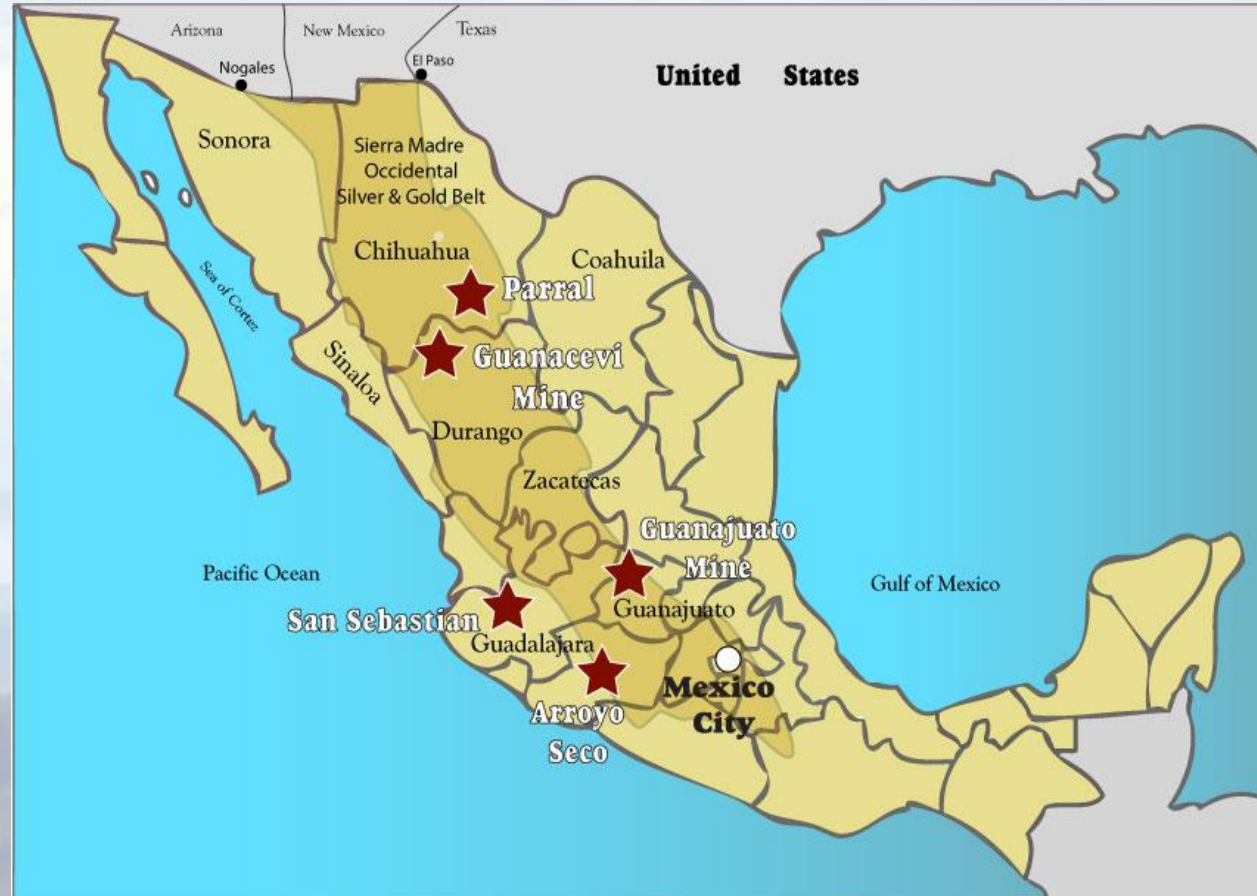 Arizona
New Mexico
Texas
Nogales
El Paso
United States
Sonora
Sierra Madre
Occidental
Silver & Gold Belt
Chihuahua
Coahuila
Sea of Cortez
Parral
Sinaloa
Guanaceví
Mine
Durango
Zacatecas
Guanajuato
Mine
Pacific Ocean
Gulf of Mexico
San Sebastian
Guanajuato
Guadalajara
Mexico
City
Arroyo
Seco